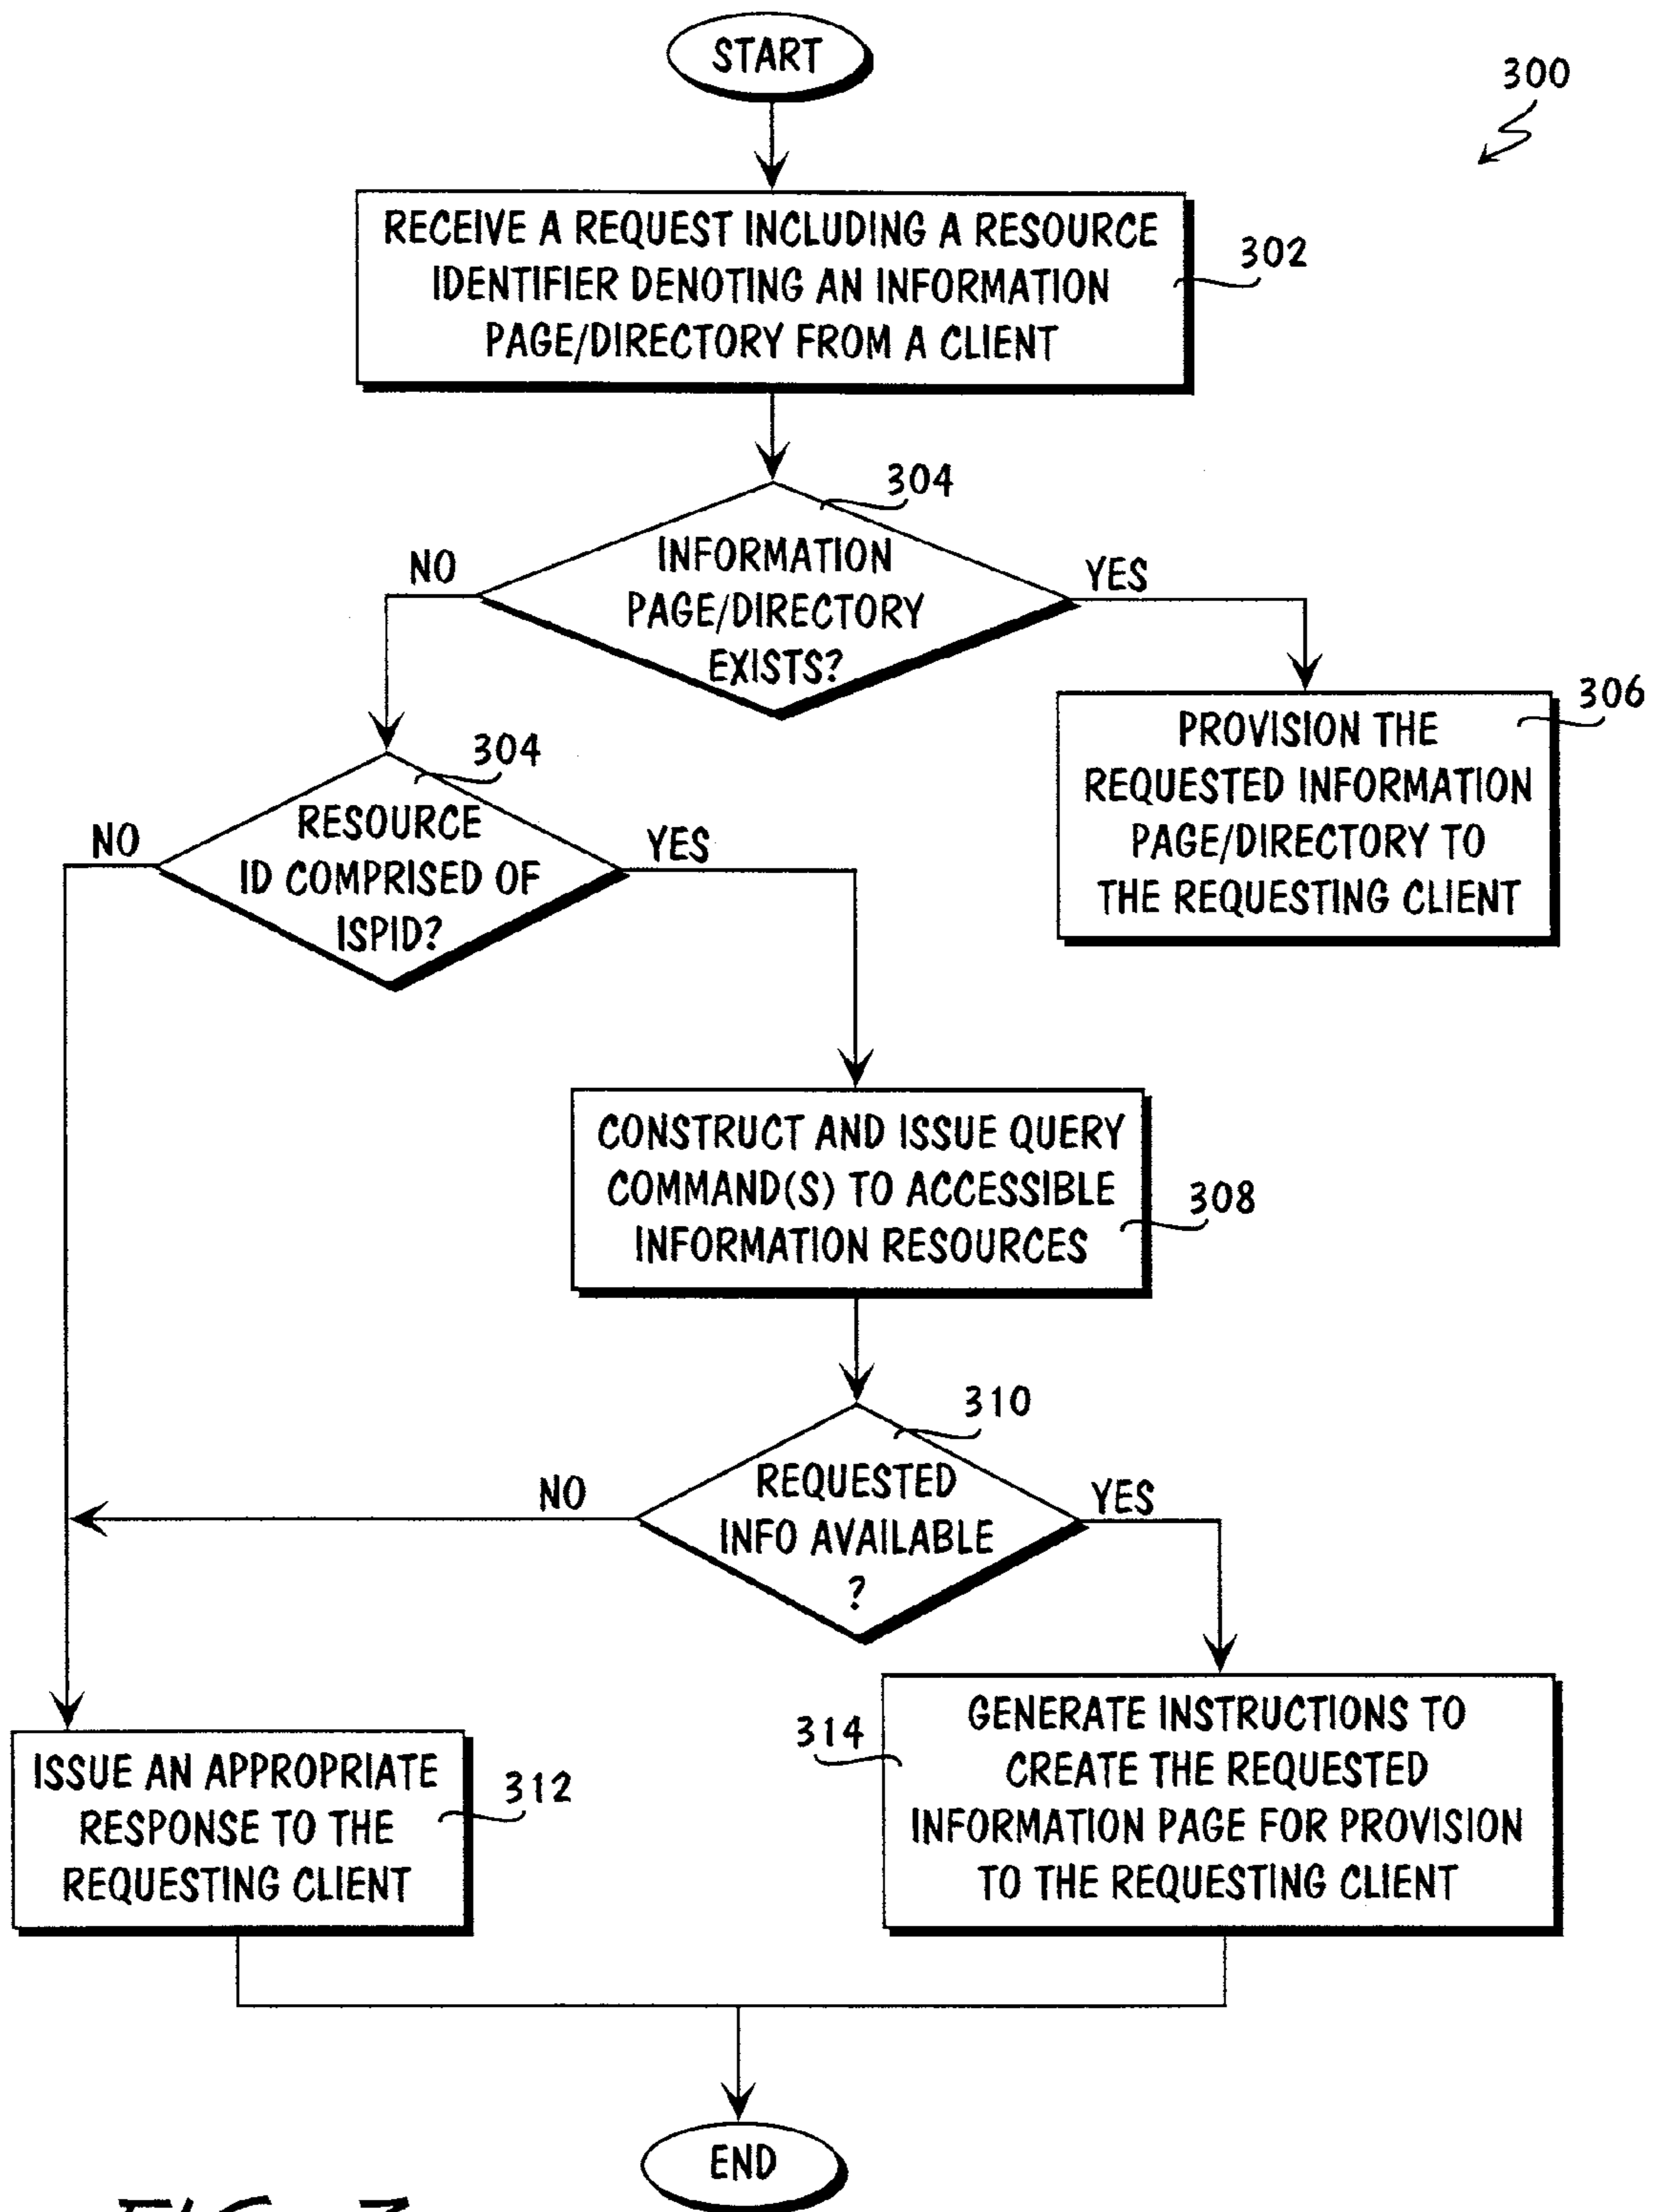 START
300
RECEIVE A REQUEST INCLUDING A RESOURCE
IDENTIFIER DENOTING AN INFORMATION
PAGE/DIRECTORY FROM A CLIENT
302
304
INFORMATION
PAGE/DIRECTORY
EXISTS?
NO
YES
306
PROVISION THE
REQUESTED INFORMATION
PAGE/DIRECTORY TO
THE REQUESTING CLIENT
304
RESOURCE
ID COMPRISED OF
ISPID?
NO
YES
CONSTRUCT AND ISSUE QUERY
COMMAND(S) TO ACCESSIBLE
INFORMATION RESOURCES
308
310
REQUESTED
INFO AVAILABLE
?
NO
YES
ISSUE AN APPROPRIATE
RESPONSE TO THE
REQUESTING CLIENT
312
314
GENERATE INSTRUCTIONS TO
CREATE THE REQUESTED
INFORMATION PAGE FOR PROVISION
TO THE REQUESTING CLIENT
END